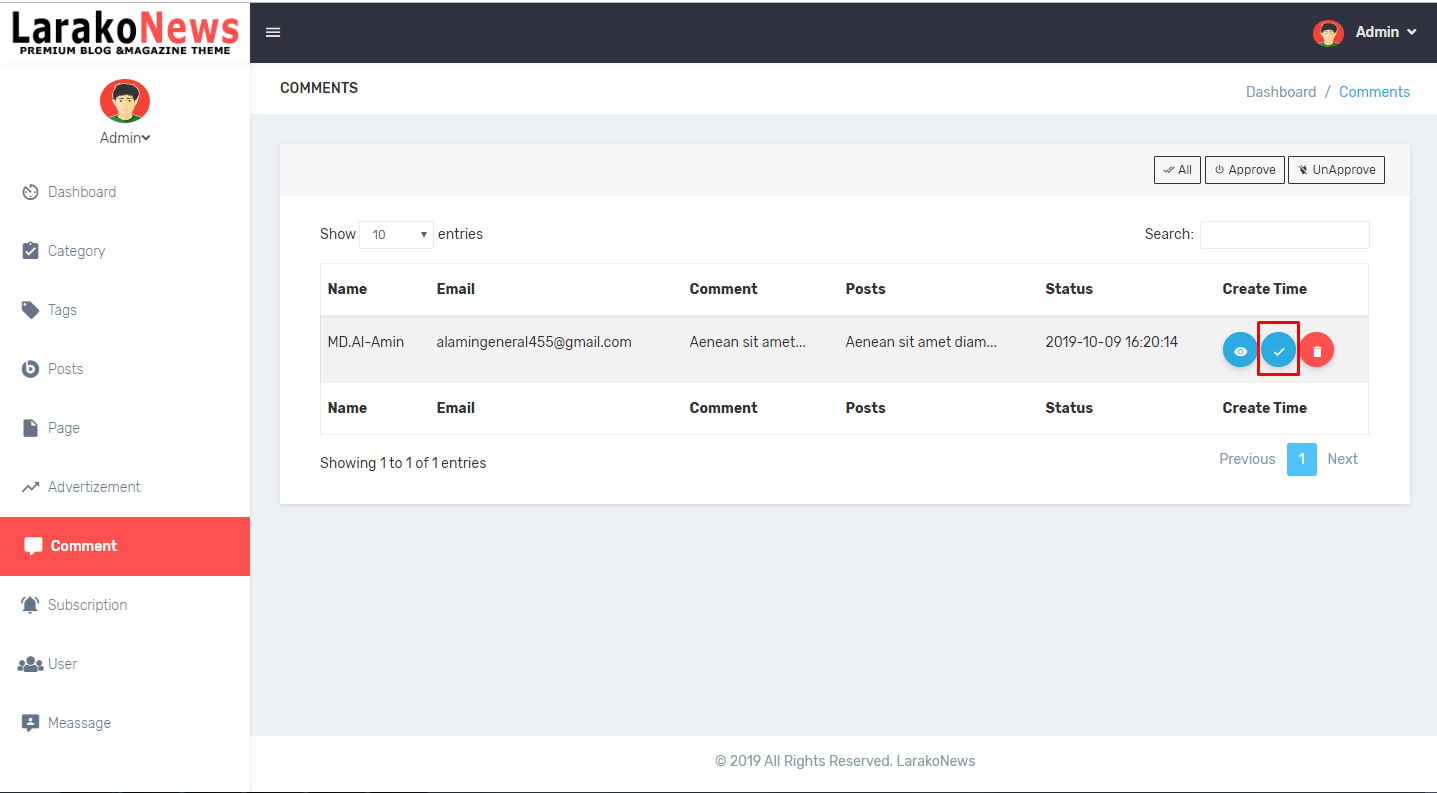 LarakoNews
PREMIUM BLOG &MAGAZINE THEME
Admin
COMMENTS
Dashboard / Comments
Admin
Dashboard
Category
Tags
Posts
Page
Advertizement
Comment
Subscription
User
Meassage
All Approve UnApprove
Show 10 entries Search:
Name Email Comment Posts Status Create Time
MD.Al-Amin alamingeneral455@gmail.com Aenean sit amet... Aenean sit amet diam... 2019-10-09 16:20:14
Name Email Comment Posts Status Create Time
Showing 1 to 1 of 1 entries Previous 1 Next
© 2019 All Rights Reserved. LarakoNews